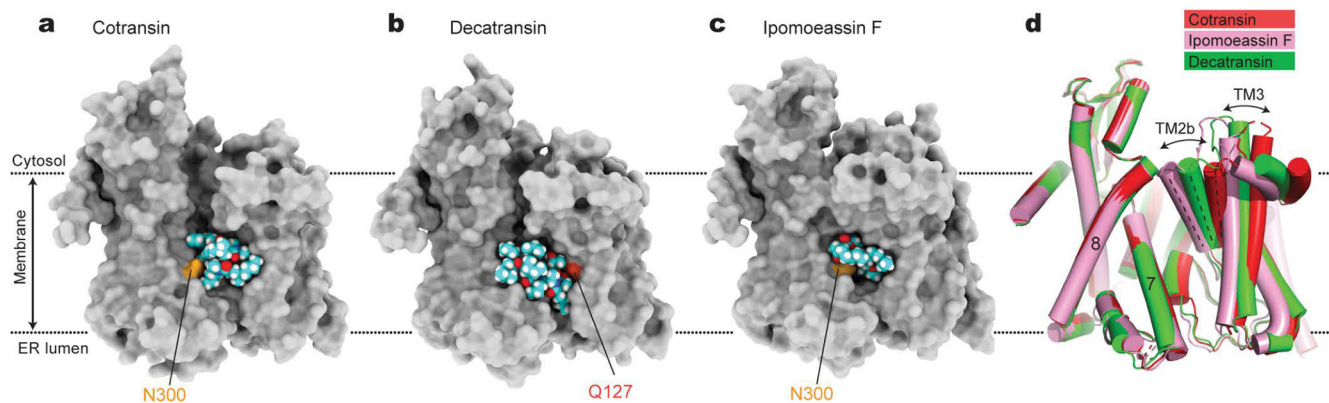 a Cotransin
b Decatransin
c Ipomoeassin F
d
Cotransin
Ipomoeassin F
Decatransin
TM3
TM2b
Cytosol
Membrane
ER lumen
8
7
N300
Q127
N300